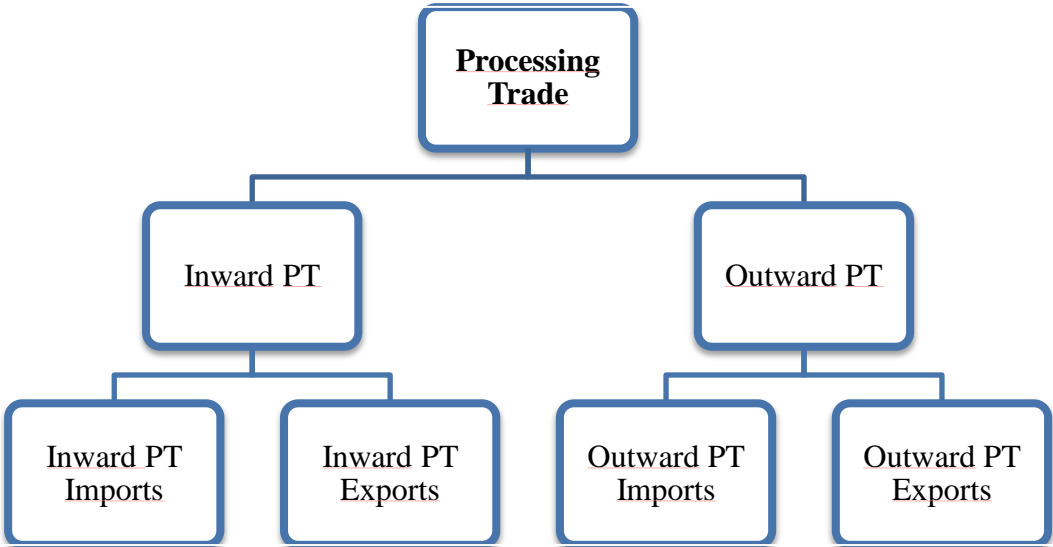 Processing
Trade
Inward PT
Outward PT
Inward PT
Imports
Inward PT
Exports
Outward PT
Imports
Outward PT
Exports